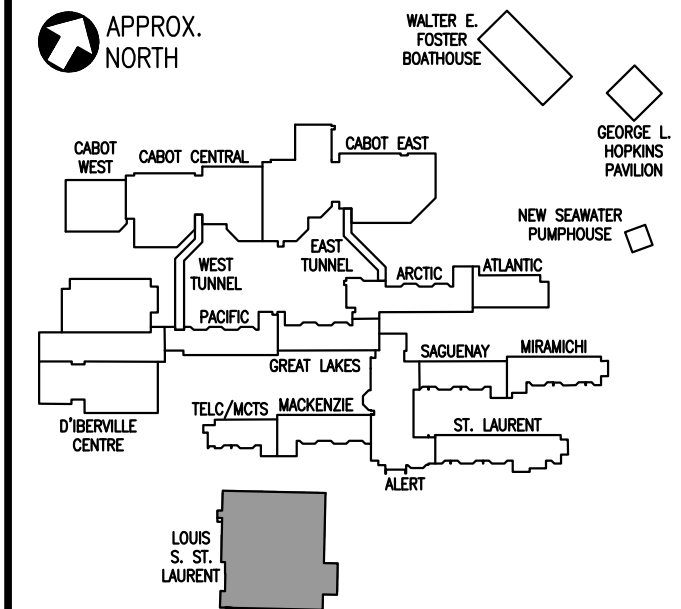 APPROX.
NORTH
WALTER E.
FOSTER
BOATHOUSE
GEORGE L.
HOPKINS
PAVILION
CABOT
WEST
CABOT CENTRAL
CABOT EAST
NEW SEAWATER
PUMPHOUSE
WEST
TUNNEL
EAST
TUNNEL
ARCTIC
ATLANTIC
PACIFIC
GREAT LAKES
SAGUENAY
MIRAMICHI
D'IBERVILLE
CENTRE
TELC/MCTS
MACKENZIE
ST. LAURENT
ALERT
LOUIS
S. ST.
LAURENT